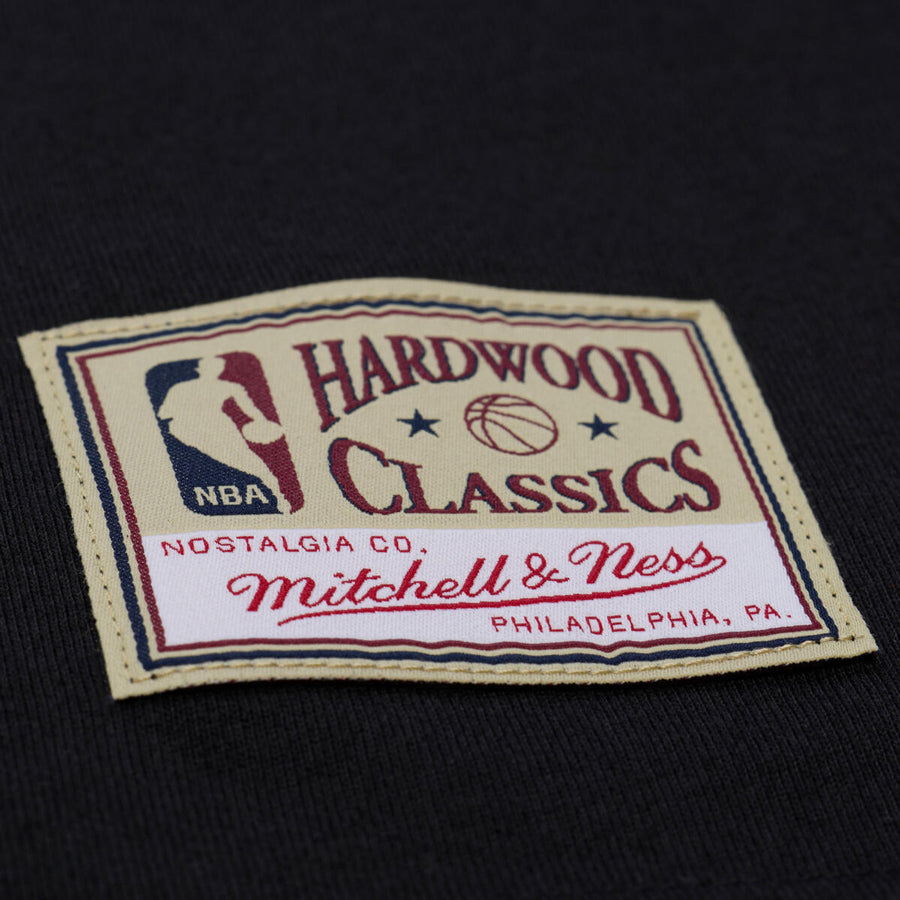 HARDWOOD
CLASSICS
NBA
NOSTALGIA CO.
Mitchell & Ness
PHILADELPHIA, PA.